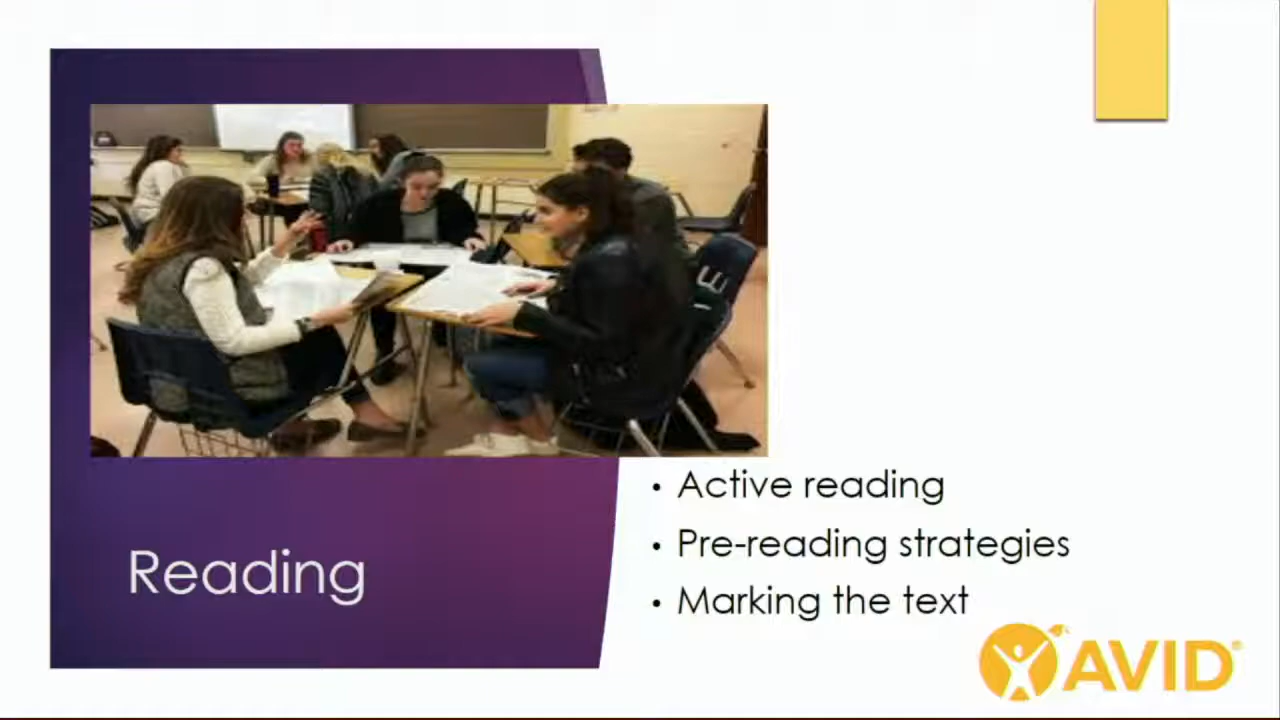 Reading
• Active reading
• Pre-reading strategies
• Marking the text
AVID®